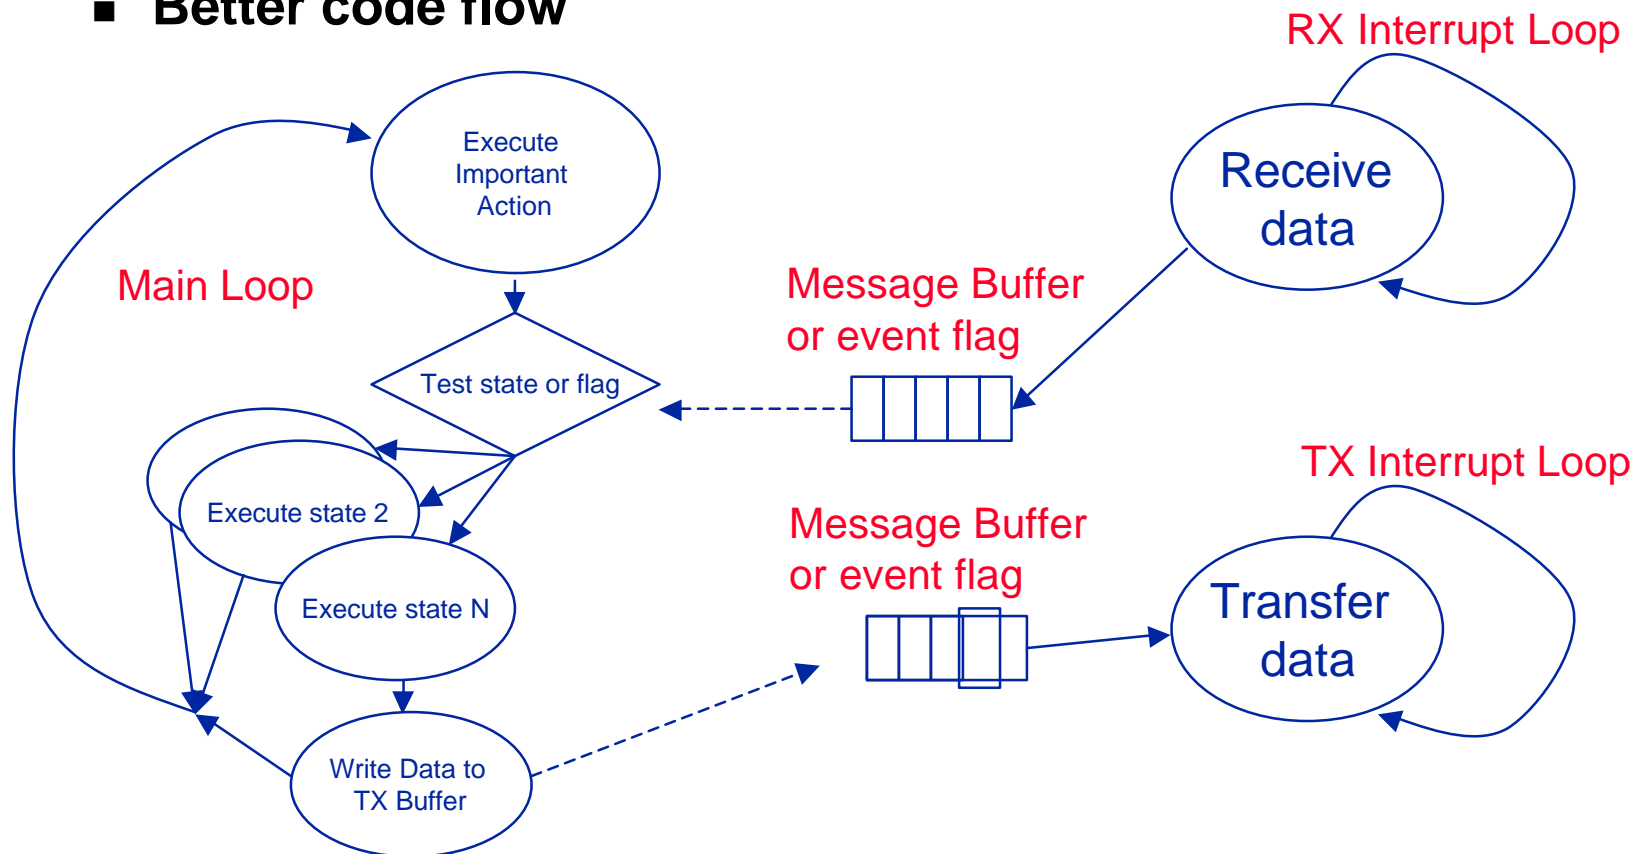 ■ Better code flow
RX Interrupt Loop
Execute
Important
Action
Receive
data
Main Loop
Message Buffer
or event flag
Test state or flag
TX Interrupt Loop
Execute state 2
Message Buffer
or event flag
Execute state N
Transfer
data
Write Data to
TX Buffer